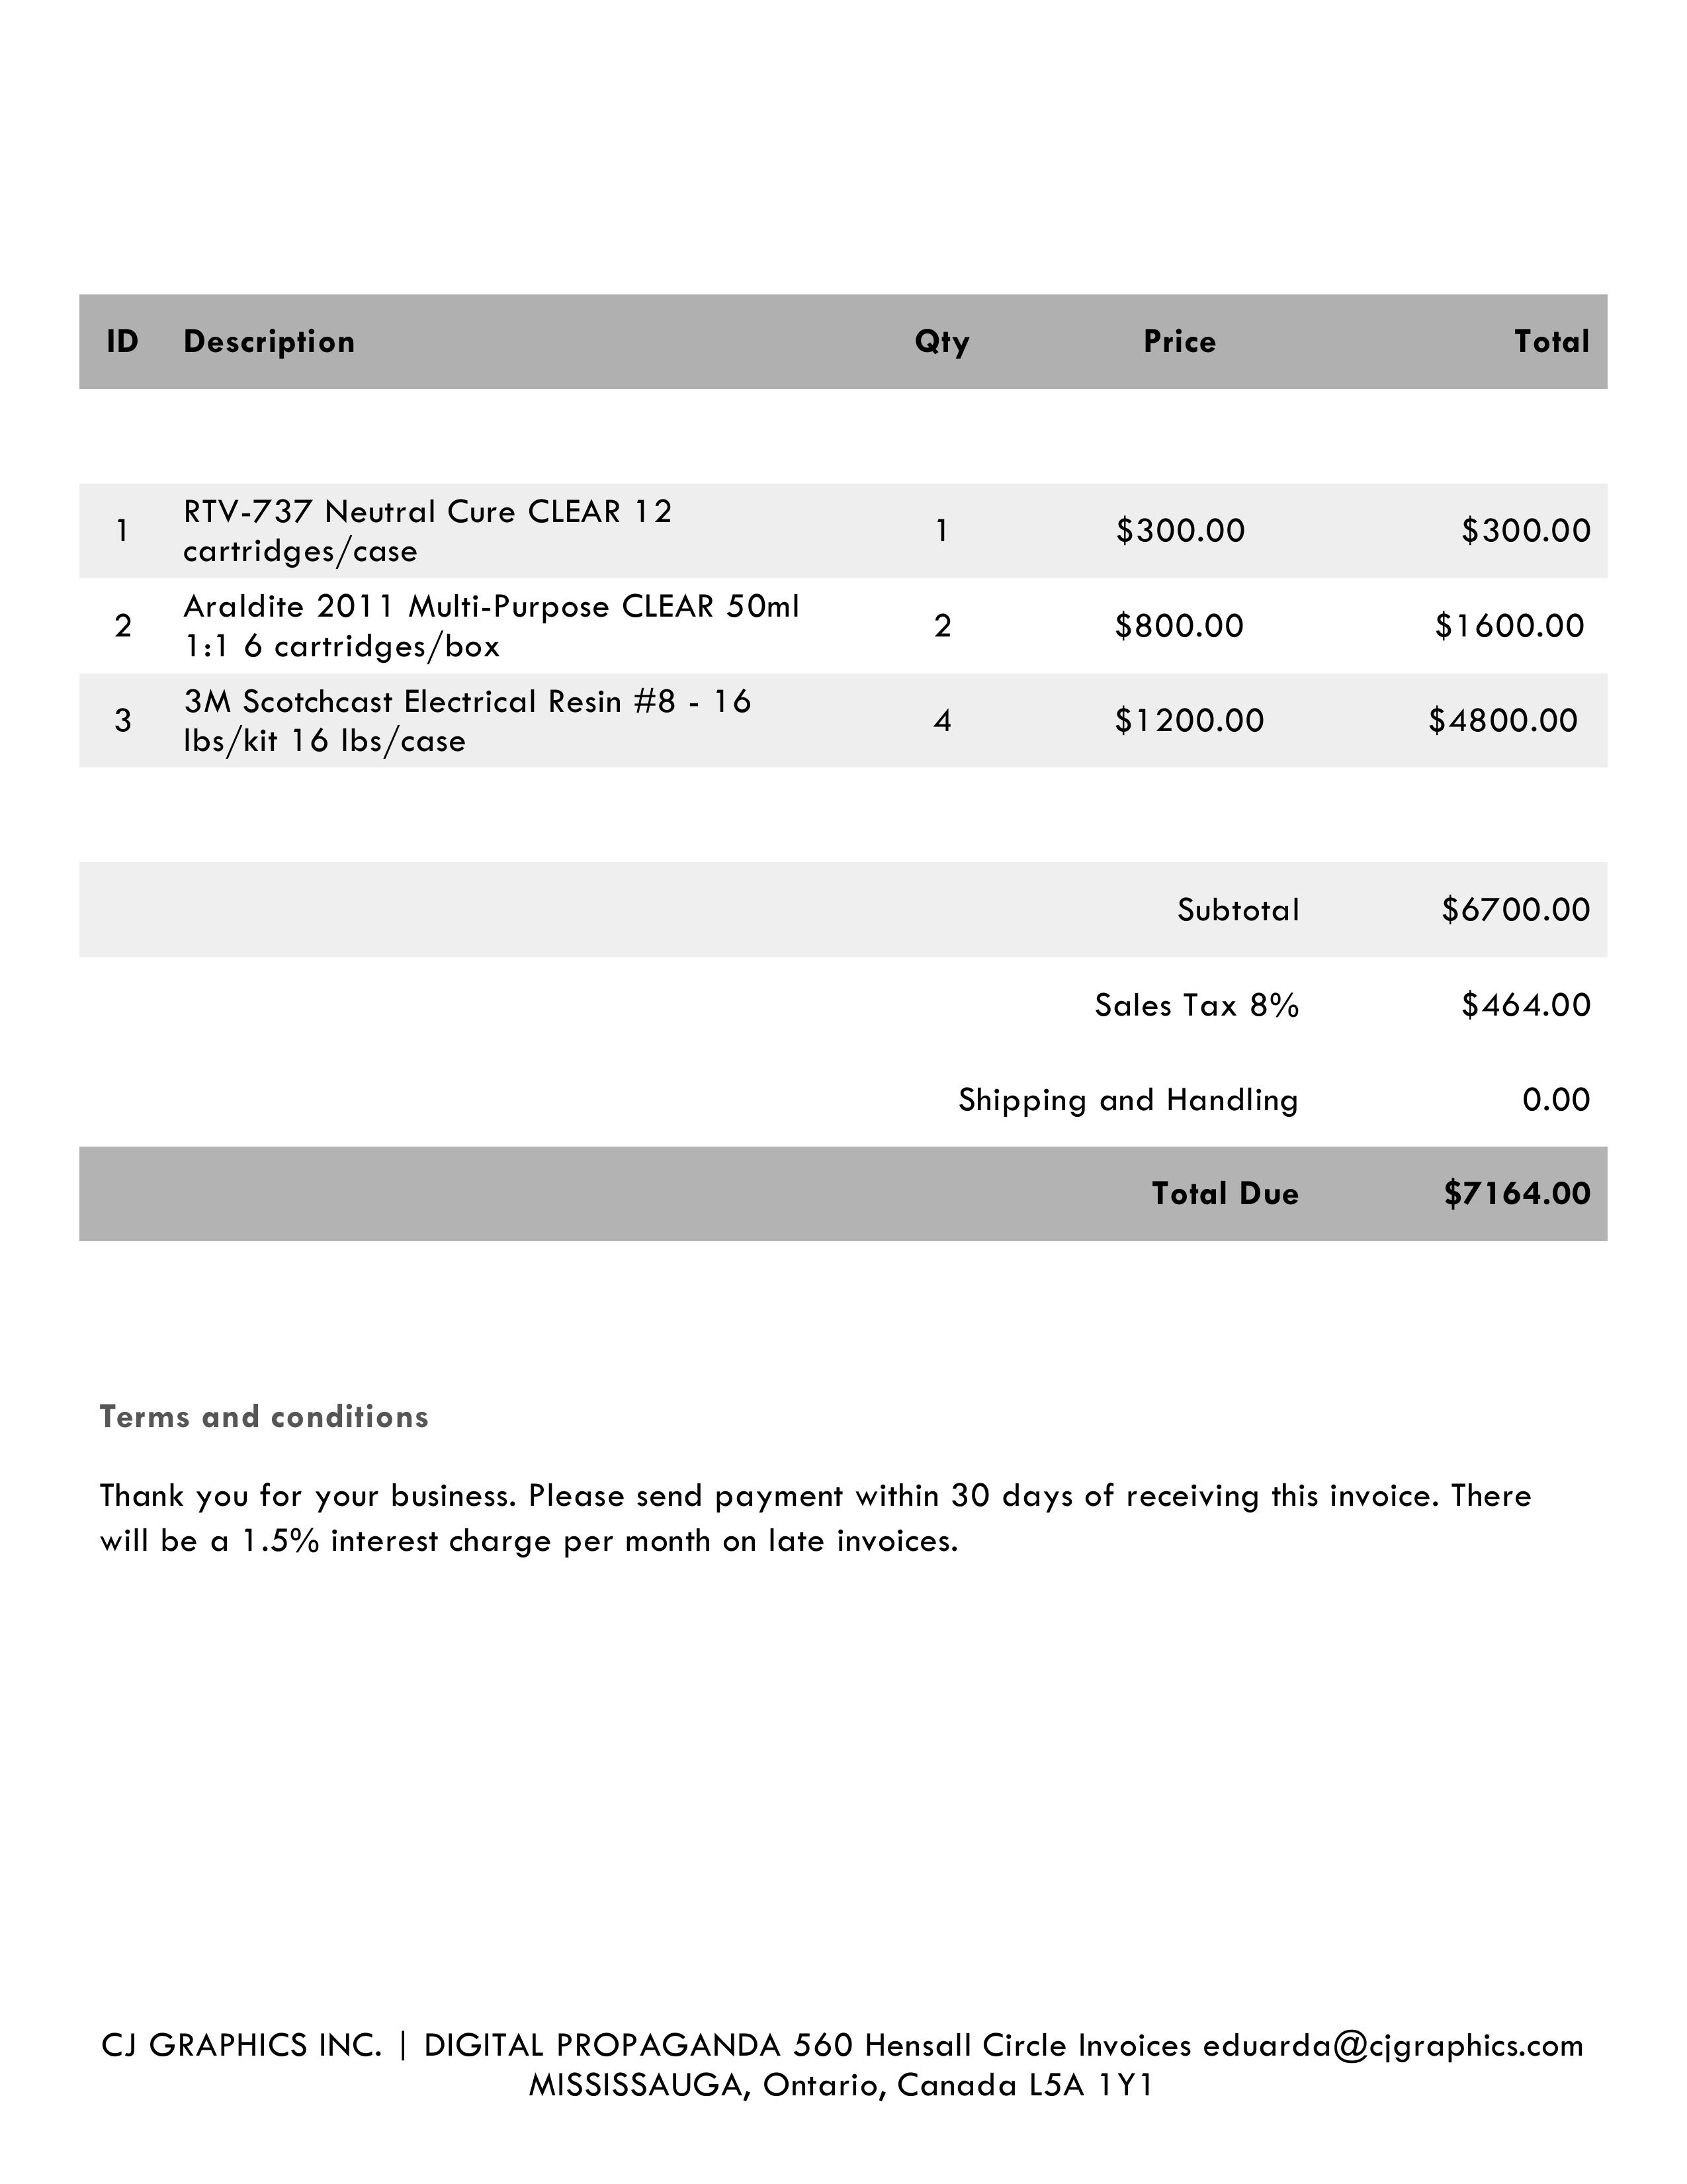 ID Description Qty Price Total
RTV-737 Neutral Cure CLEAR 12
1 cartridges/case 1 $300.00 $300.00
Araldite 2011 Multi-Purpose CLEAR 50ml
2 1:1 6 cartridges/box 2 $800.00 $1600.00
3M Scotchcast Electrical Resin #8 - 16
3 lbs/kit 16 lbs/case 4 $1200.00 $4800.00
Subtotal $6700.00
Sales Tax 8% $464.00
Shipping and Handling 0.00
Total Due $7164.00
Terms and conditions
Thank you for your business. Please send payment within 30 days of receiving this invoice. There
will be a 1.5% interest charge per month on late invoices.
CJ GRAPHICS INC. | DIGITAL PROPAGANDA 560 Hensall Circle Invoices eduarda@cjgraphics.com
MISSISSAUGA, Ontario, Canada L5A 1Y1